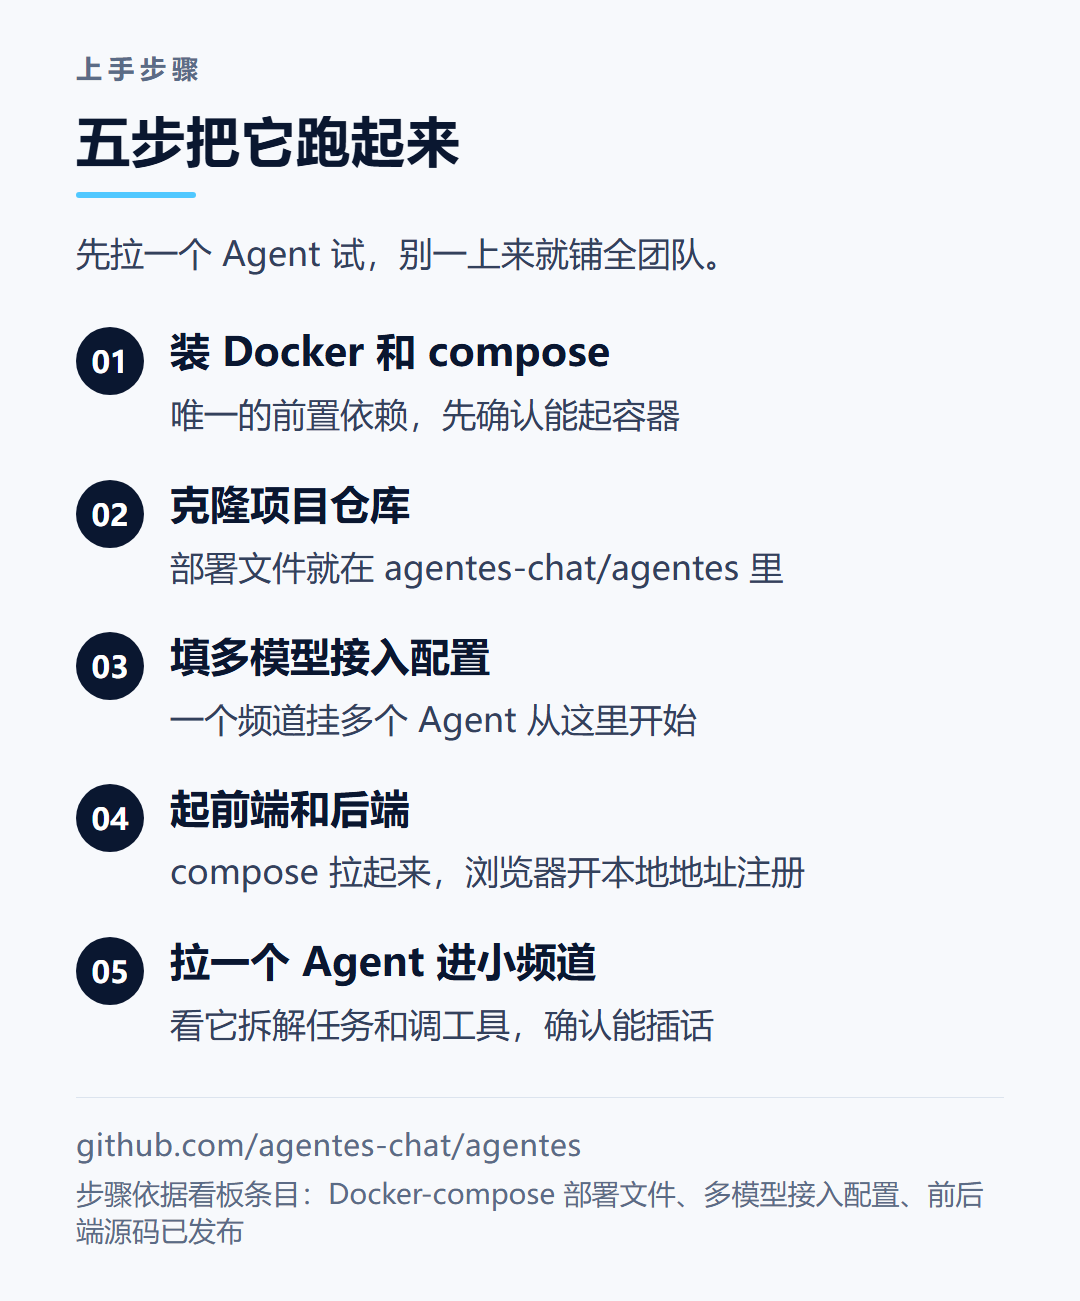 上手步骤
五步把它跑起来
先拉一个 Agent 试，别一上来就铺全团队。
01
装 Docker 和 compose
唯一的前置依赖，先确认能起容器
02
克隆项目仓库
部署文件就在 agentes-chat/agentes 里
03
填多模型接入配置
一个频道挂多个 Agent 从这里开始
04
起前端和后端
compose 拉起来，浏览器开本地地址注册
05
拉一个 Agent 进小频道
看它拆解任务和调工具，确认能插话
github.com/agentes-chat/agentes
步骤依据看板条目：Docker-compose 部署文件、多模型接入配置、前后
端源码已发布